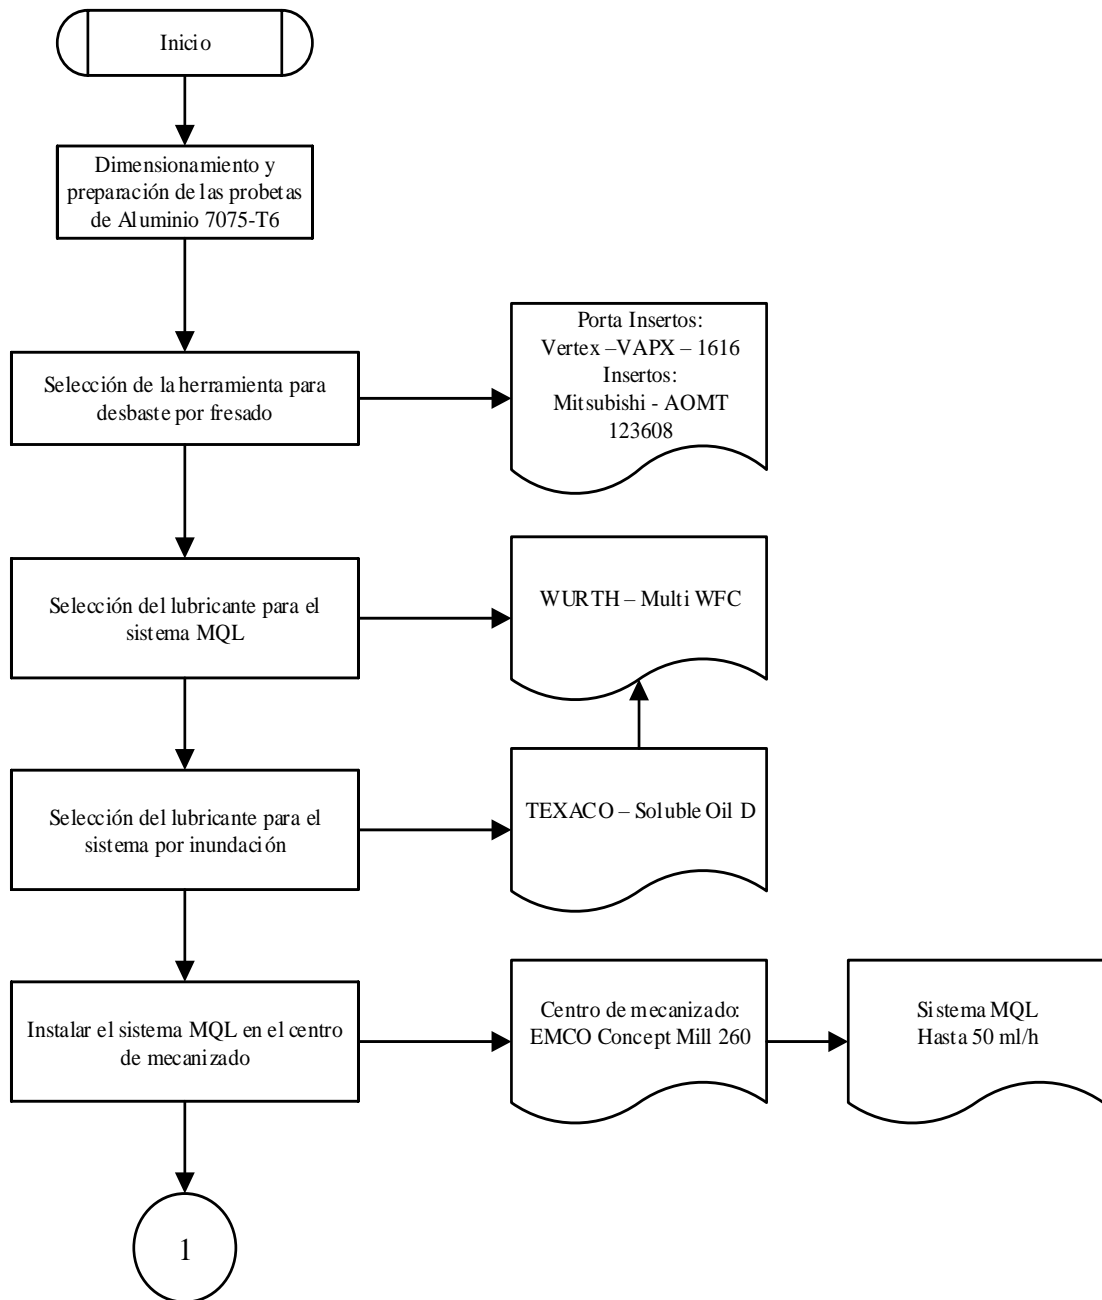 Inicio
Dimensionamiento y
preparación de las probetas
de Aluminio 7075-T6
Selección de la herramienta para
desbaste por fresado
Porta Insertos:
Vertex –VAPX – 1616
Insertos:
Mitsubishi - AOMT
123608
Selección del lubricante para el
sistema MQL
WURTH – Multi WFC
Selección del lubricante para el
sistema por inundación
TEXACO – Soluble Oil D
Instalar el sistema MQL en el centro
de mecanizado
Centro de mecanizado:
EMCO Concept Mill 260
Sistema MQL
Hasta 50 ml/h
1